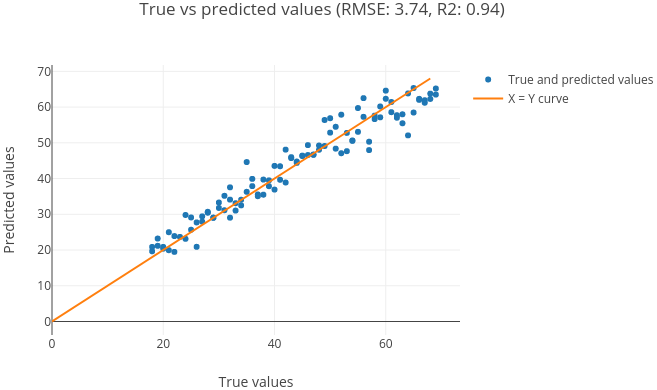 True vs predicted values (RMSE: 3.74, R2: 0.94)
70
60
50
40
30
20
10
0
0 20 40 60
Predicted values
True values
True and predicted values
X = Y curve